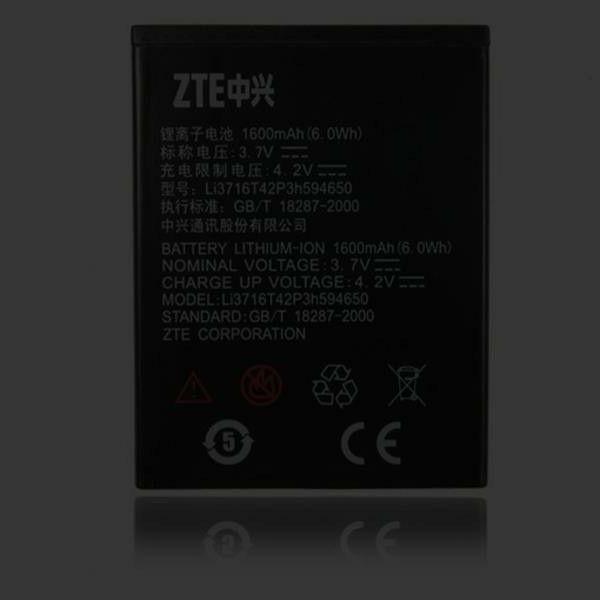 ZTE中兴
锂离子电池 1600mAh(6.0Wh)
标称电压:3.7V
充电限制电压:4.2V
型号: Li3716T42P3h594650
执行标准: GB/T 18287-2000
中兴通讯股份有限公司
BATTERY LITHIUM-ION 1600mAh(6.0Wh)
NOMINAL VOLTAGE:3.7V
CHARGE UP VOLTAGE:4.2V
MODEL:Li3716T42P3h594650
STANDARD:GB/T 18287-2000
ZTE CORPORATION
5 CE